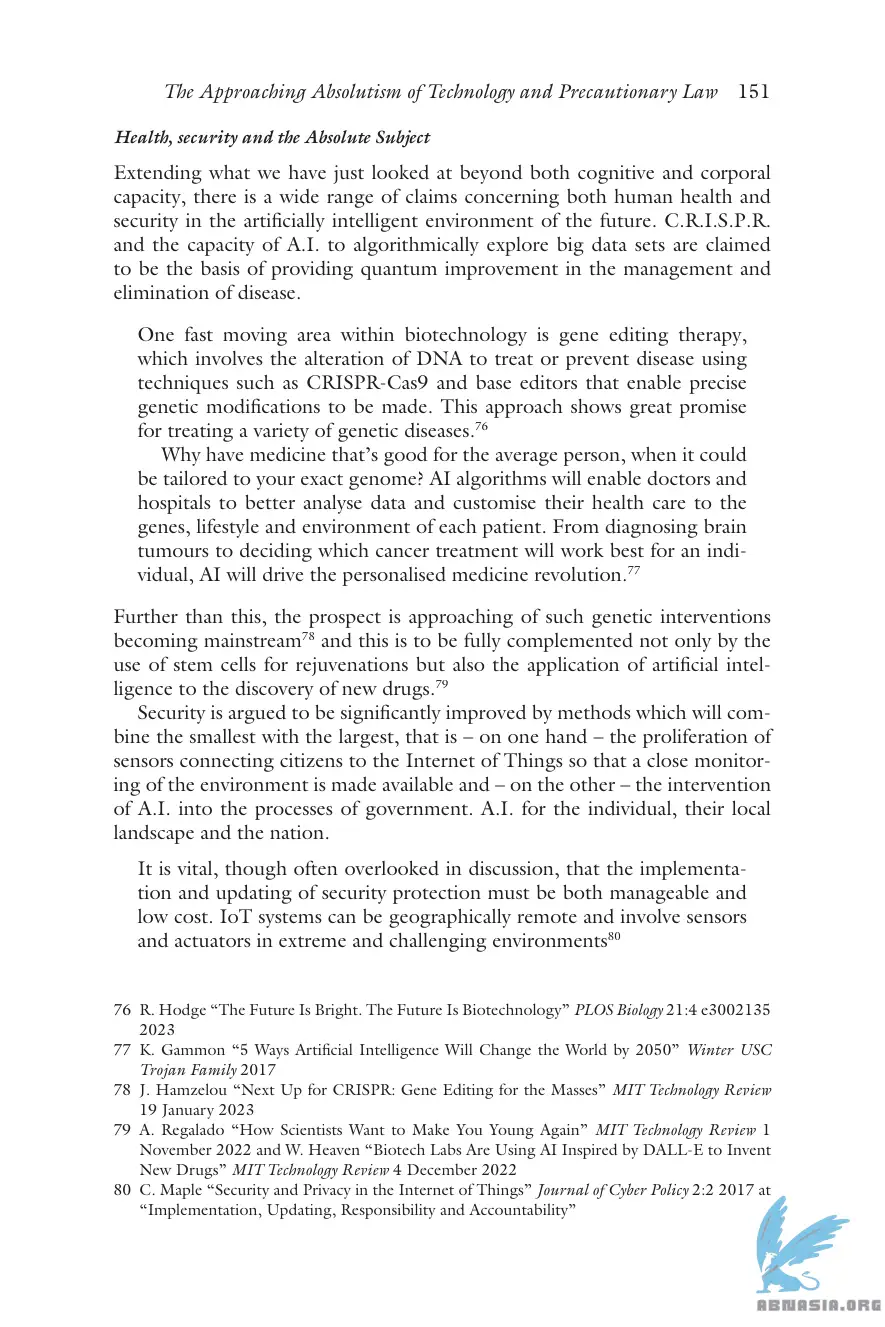 The Approaching Absolutism of Technology and Precautionary Law 151
Health, security and the Absolute Subject
Extending what we have just looked at beyond both cognitive and corporal
capacity, there is a wide range of claims concerning both human health and
security in the artificially intelligent environment of the future. C.R.I.S.P.R.
and the capacity of A.I. to algorithmically explore big data sets are claimed
to be the basis of providing quantum improvement in the management and
elimination of disease.
One fast moving area within biotechnology is gene editing therapy,
which involves the alteration of DNA to treat or prevent disease using
techniques such as CRISPR-Cas9 and base editors that enable precise
genetic modifications to be made. This approach shows great promise
for treating a variety of genetic diseases.76
Why have medicine that's good for the average person, when it could
be tailored to your exact genome? AI algorithms will enable doctors and
hospitals to better analyse data and customise their health care to the
genes, lifestyle and environment of each patient. From diagnosing brain
tumours to deciding which cancer treatment will work best for an indi-
vidual, AI will drive the personalised medicine revolution.77
Further than this, the prospect is approaching of such genetic interventions
becoming mainstream78 and this is to be fully complemented not only by the
use of stem cells for rejuvenations but also the application of artificial intel-
ligence to the discovery of new drugs.79
Security is argued to be significantly improved by methods which will com-
bine the smallest with the largest, that is – on one hand – the proliferation of
sensors connecting citizens to the Internet of Things so that a close monitor-
ing of the environment is made available and – on the other – the intervention
of A.I. into the processes of government. A.I. for the individual, their local
landscape and the nation.
It is vital, though often overlooked in discussion, that the implementa-
tion and updating of security protection must be both manageable and
low cost. IoT systems can be geographically remote and involve sensors
and actuators in extreme and challenging environments80
76 R. Hodge “The Future Is Bright. The Future Is Biotechnology” PLOS Biology 21:4 e3002135
2023
77 K. Gammon “5 Ways Artificial Intelligence Will Change the World by 2050” Winter USC
Trojan Family 2017
78 J. Hamzelou “Next Up for CRISPR: Gene Editing for the Masses” MIT Technology Review
19 January 2023
79 A. Regalado “How Scientists Want to Make You Young Again” MIT Technology Review 1
November 2022 and W. Heaven “Biotech Labs Are Using AI Inspired by DALL-E to Invent
New Drugs” MIT Technology Review 4 December 2022
80 C. Maple “Security and Privacy in the Internet of Things” Journal of Cyber Policy 2:2 2017 at
“Implementation, Updating, Responsibility and Accountability”
ABNASIA.ORG